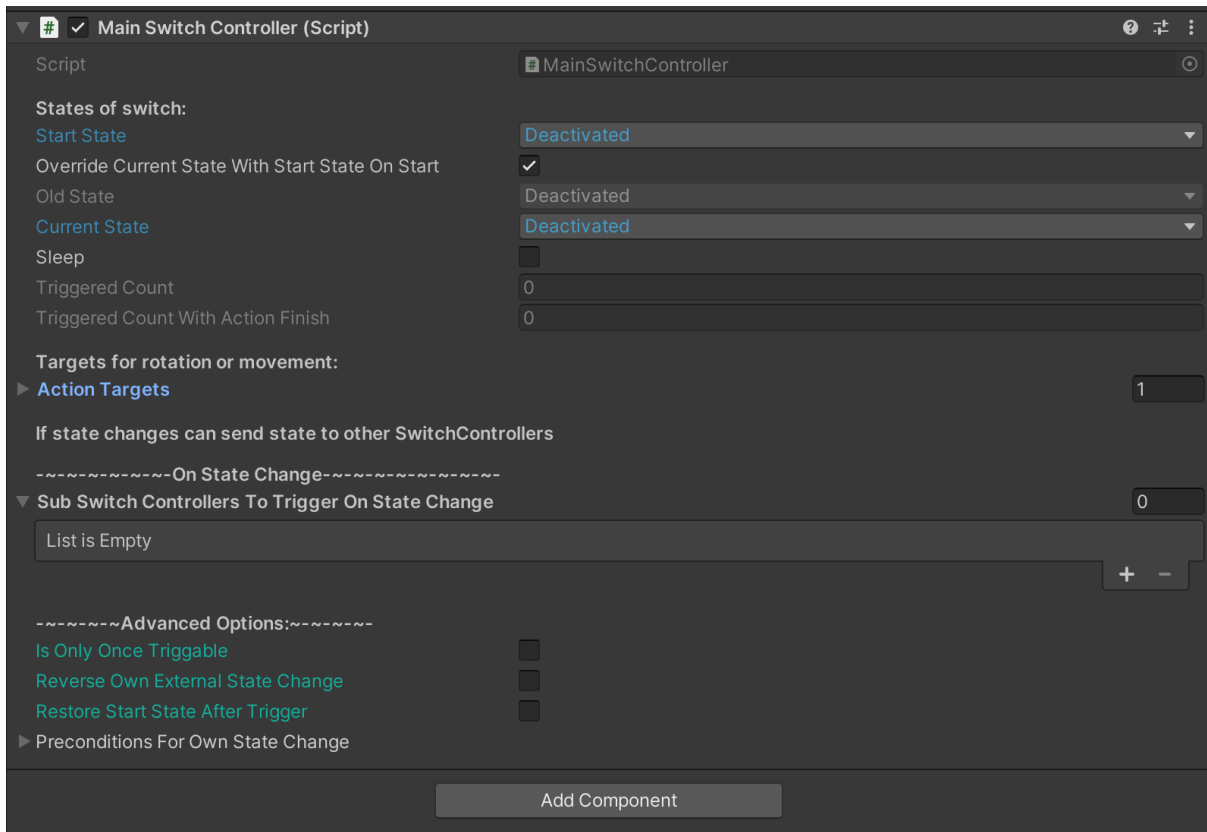 Main Switch Controller (Script)
Script MainSwitchController
States of switch:
Start State Deactivated
Override Current State With Start State On Start
Old State Deactivated
Current State Deactivated
Sleep
Triggered Count 0
Triggered Count With Action Finish 0
Targets for rotation or movement:
Action Targets 1
If state changes can send state to other SwitchControllers
-~-~-~-~-~-~-On State Change-~-~-~-~-~-~-~-~-
Sub Switch Controllers To Trigger On State Change 0
List is Empty
+ -
-~-~-~-~Advanced Options:~-~-~-~-
Is Only Once Triggable
Reverse Own External State Change
Restore Start State After Trigger
Preconditions For Own State Change
Add Component